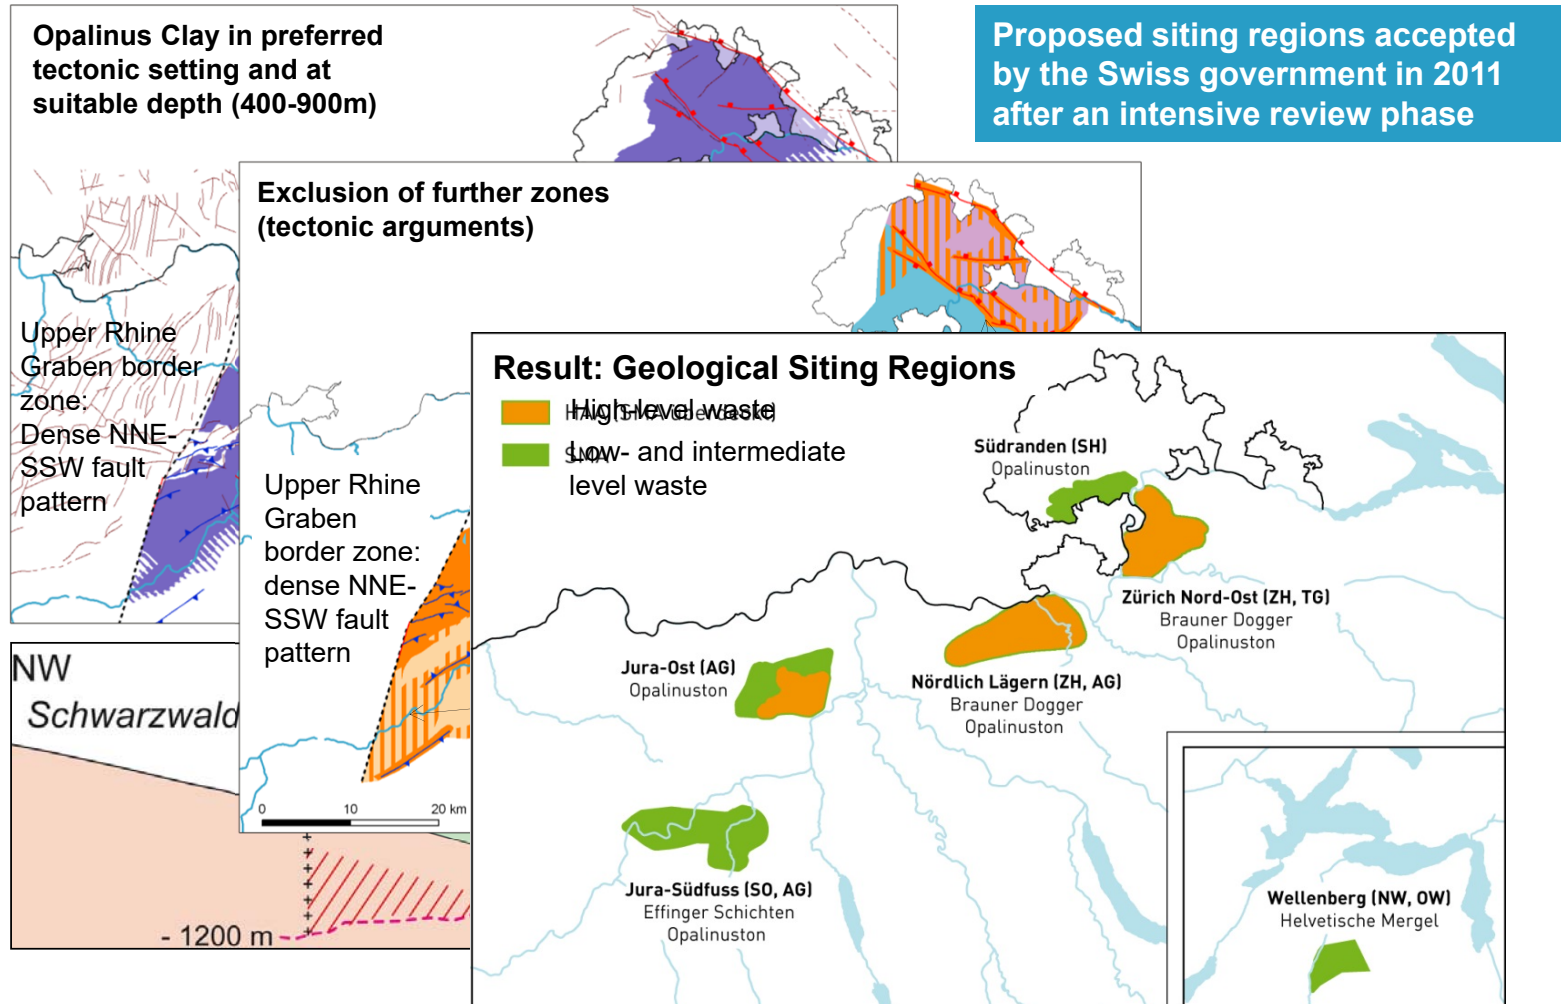 Opalinus Clay in preferred
tectonic setting and at
suitable depth (400-900m)
Proposed siting regions accepted
by the Swiss government in 2011
after an intensive review phase
Upper Rhine
Graben border
zone:
Dense NNE-
SSW fault
pattern
Exclusion of further zones
(tectonic arguments)
Upper Rhine
Graben
border zone:
dense NNE-
SSW fault
pattern
0 10 20 km
NW
Schwarzwald
- 1200 m
Result: Geological Siting Regions
High-level waste
HAA (SMA überdeckt)
Low- and intermediate
level waste
SMA
Südranden (SH)
Opalinuston
Zürich Nord-Ost (ZH, TG)
Brauner Dogger
Opalinuston
Jura-Ost (AG)
Opalinuston
Nördlich Lägern (ZH, AG)
Brauner Dogger
Opalinuston
Jura-Südfuss (SO, AG)
Effinger Schichten
Opalinuston
Wellenberg (NW, OW)
Helvetische Mergel